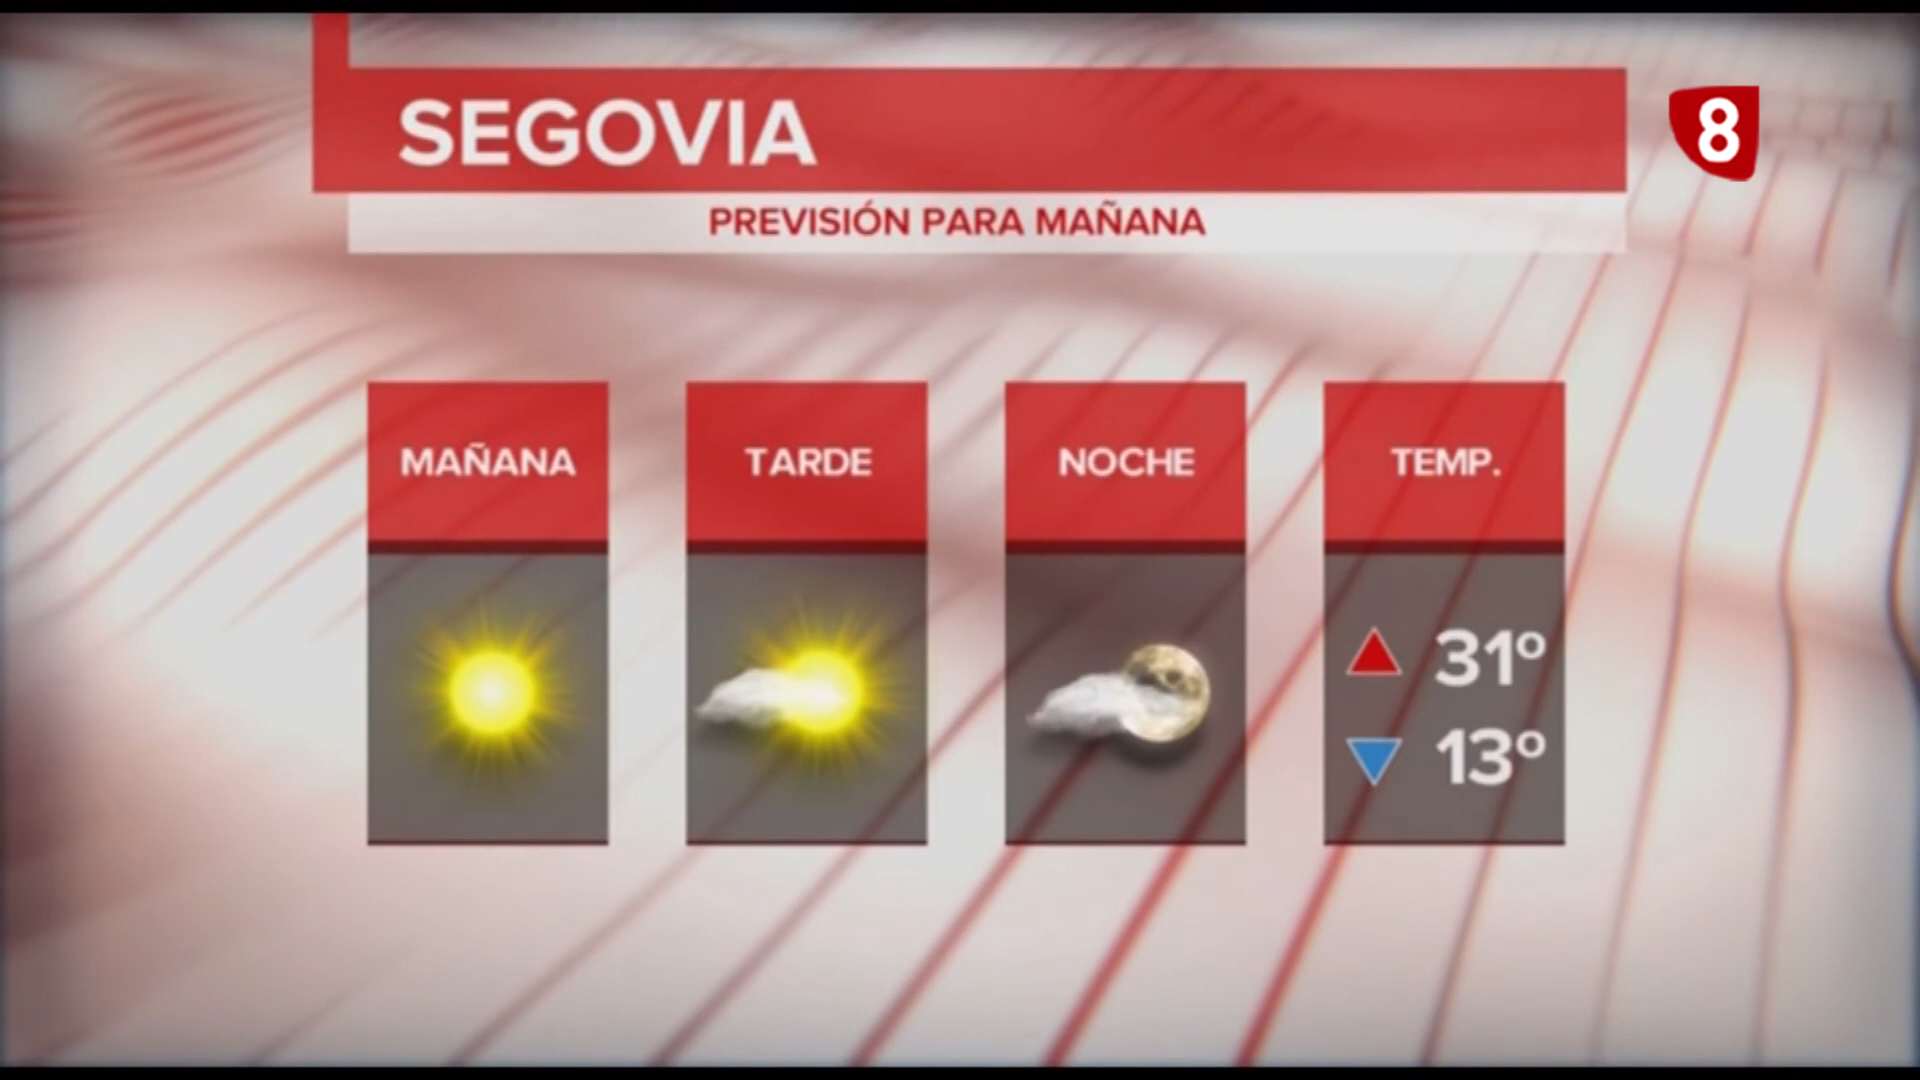 SEGOVIA
8
PREVISIÓN PARA MAÑANA
MAÑANA
TARDE
NOCHE
TEMP.
31º
13º